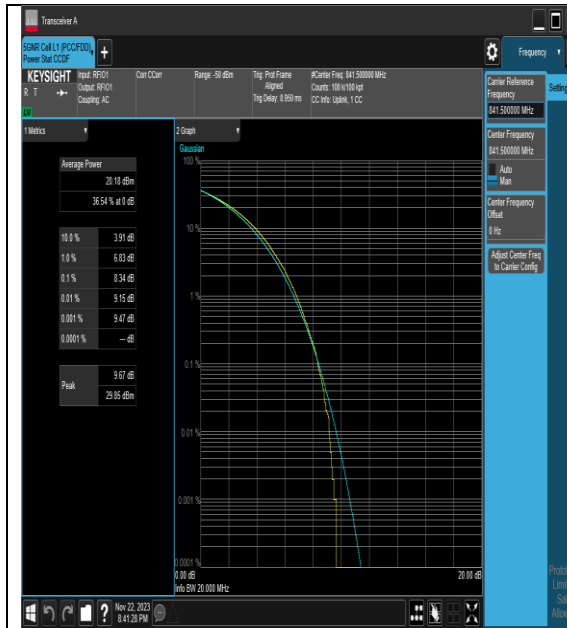 Transceiver A
5GNR Cell L1 (PCC/FDD),
Power Stat CCDF
Frequency
KEYSIGHT
R T
LV
Input: RFIO1
Output: RFIO1
Coupling: AC
Corr CCorr
Range: -50 dBm
Trig: Prot Frame
Aligned
Trig Delay: 8.950 ms
#Center Freq: 841.500000 MHz
Counts: 100 k/100 kpt
CC Info: Uplink, 1 CC
1 Metrics
Average Power
20.18 dBm
36.54 % at 0 dB
10.0 % 3.91 dB
1.0 % 6.83 dB
0.1 % 8.34 dB
0.01 % 9.15 dB
0.001 % 9.47 dB
0.0001 % --- dB
Peak
9.67 dB
29.85 dBm
2 Graph
Gaussian
100 %
10 %
1 %
0.1 %
0.01 %
0.001 %
0.0001 %
0.00 dB
20.00 dB
Info BW 20.000 MHz
Carrier Reference
Frequency
841.500000 MHz
Center Frequency
841.500000 MHz
Auto
Man
Center Frequency
Offset
0 Hz
Adjust Center Freq
to Carrier Config
Setting
Nov 22, 2023
8:41:28 PM
?
Proto
Limi
Sal
Allow